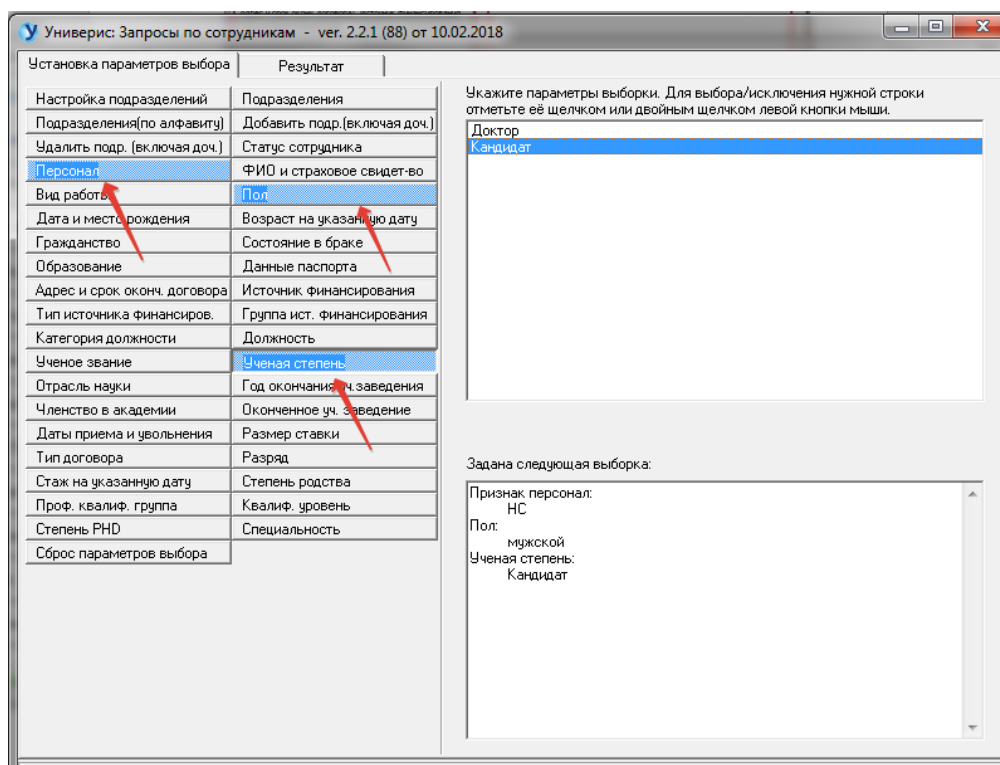 Универис: Запросы по сотрудникам - ver. 2.2.1 (88) от 10.02.2018
Установка параметров выбора Результат
Настройка подразделений Подразделения
Подразделения(по алфавиту) Добавить подр.(включая доч.)
Удалить подр. (включая доч.) Статус сотрудника
Персонал ФИО и страховое свидет-во
Вид работы Пол
Дата и место рождения Возраст на указанную дату
Гражданство Состояние в браке
Образование Данные паспорта
Адрес и срок оконч. договора Источник финансирования
Тип источника финансиров. Группа ист. финансирования
Категория должности Должность
Ученое звание Ученая степень
Отрасль науки Год окончания уч.заведения
Членство в академии Оконченное уч. заведение
Даты приема и увольнения Размер ставки
Тип договора Разряд
Стаж на указанную дату Степень родства
Проф. квалиф. группа Квалиф. уровень
Степень PHD Специальность
Сброс параметров выбора
Укажите параметры выборки. Для выбора/исключения нужной строки
отметьте её щелчком или двойным щелчком левой кнопки мыши.
Доктор
Кандидат
Задана следующая выборка:
Признак персонал:
НС
Пол:
мужской
Ученая степень:
Кандидат